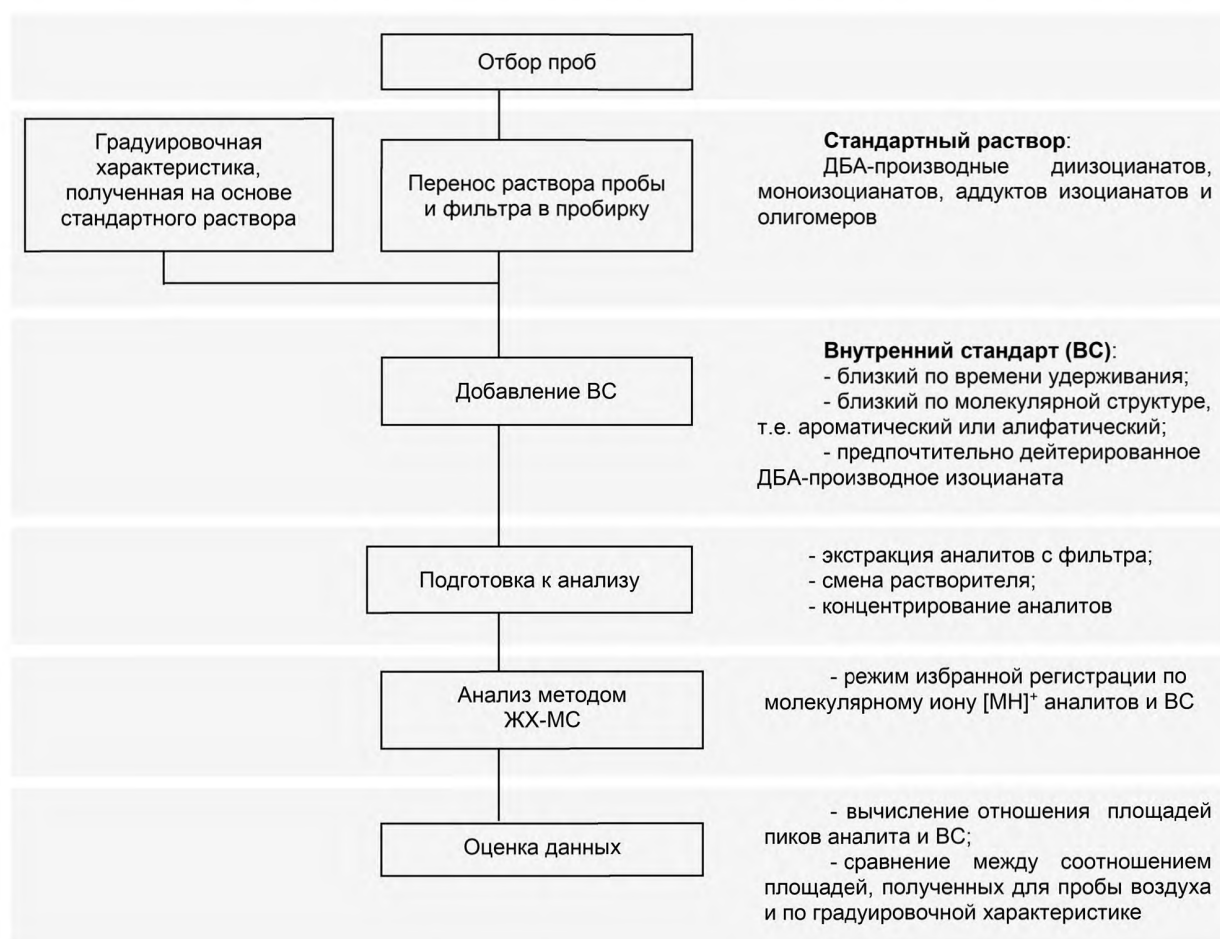 Отбор проб
Градуировочная
характеристика,
полученная на основе
стандартного раствора
Перенос раствора пробы
и фильтра в пробирку
Стандартный раствор:
ДБА-производные диизоцианатов,
моноизоцианатов, аддуктов изоцианатов и
олигомеров
Добавление ВС
Внутренний стандарт (ВС):
- близкий по времени удерживания;
- близкий по молекулярной структуре,
т.е. ароматический или алифатический;
- предпочтительно дейтерированное
ДБА-производное изоцианата
Подготовка к анализу
- экстракция аналитов с фильтра;
- смена растворителя;
- концентрирование аналитов
Анализ методом
ЖХ-МС
- режим избранной регистрации по
молекулярному иону [МН]⁺ аналитов и ВС
Оценка данных
- вычисление отношения площадей
пиков аналита и ВС;
- сравнение между соотношением
площадей, полученных для пробы воздуха
и по градуировочной характеристике